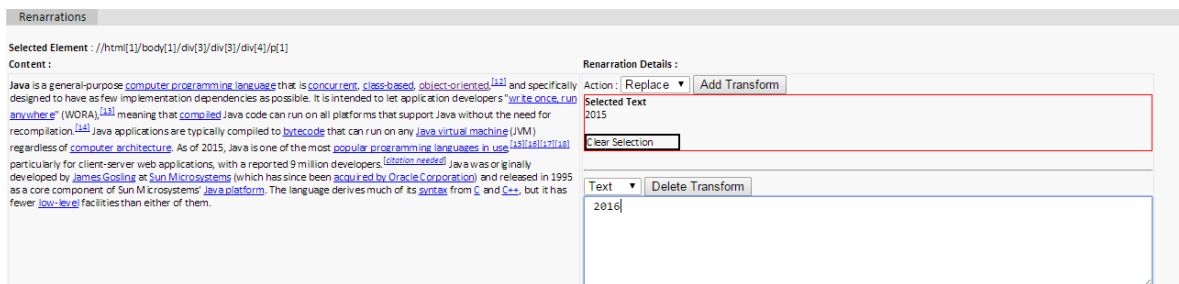 Renarrations
Selected Element : //html[1]/body[1]/div[3]/div[3]/div[4]/p[1]
Content :
Java is a general-purpose computer programming language that is concurrent, class-based, object-oriented,[12] and specifically
designed to have as few implementation dependencies as possible. It is intended to let application developers "write once, run
anywhere" (WORA),[13] meaning that compiled Java code can run on all platforms that support Java without the need for
recompilation.[14] Java applications are typically compiled to bytecode that can run on any Java virtual machine (JVM)
regardless of computer architecture. As of 2015, Java is one of the most popular programming languages in use,[15][16][17][18]
particularly for client-server web applications, with a reported 9 million developers.[citation needed] Java was originally
developed by James Gosling at Sun Microsystems (which has since been acquired by Oracle Corporation) and released in 1995
as a core component of Sun Microsystems' Java platform. The language derives much of its syntax from C and C++, but it has
fewer low-level facilities than either of them.
Renarration Details :
Action : Replace ▼ Add Transform
Selected Text
2015
Clear Selection
Text ▼ Delete Transform
2016